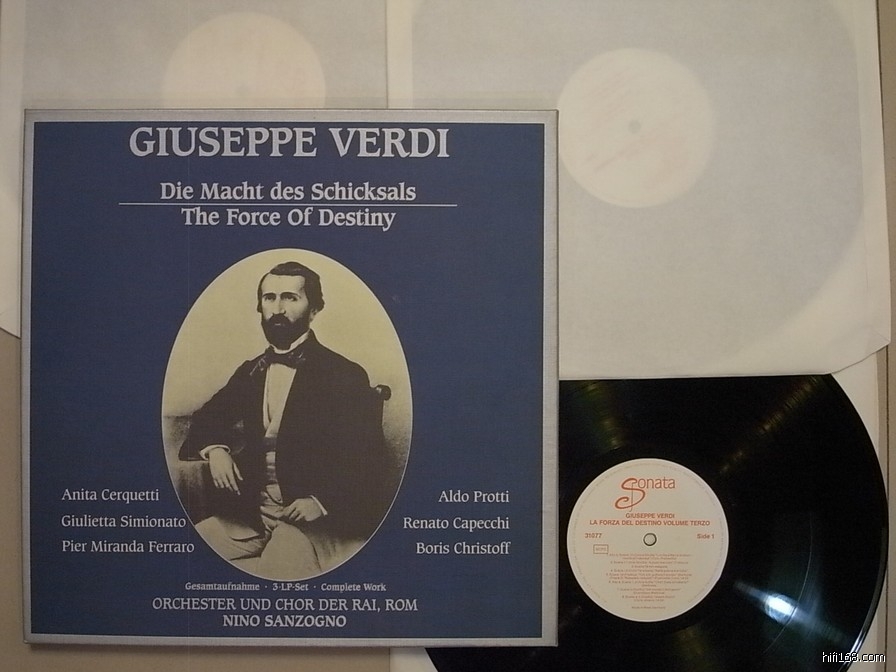 GIUSEPPE VERDI
Die Macht des Schicksals
The Force Of Destiny
Anita Cerquetti
Giulietta Simionato
Pier Miranda Ferraro
Aldo Protti
Renato Capecchi
Boris Christoff
Gesamtaufnahme · 3-LP-Set · Complete Work
ORCHESTER UND CHOR DER RAI, ROM
NINO SANZOGNO
Sonata
GIUSEPPE VERDI
LA FORZA DEL DESTINO VOLUME TERZO
31077
Side 1
hifi168.com